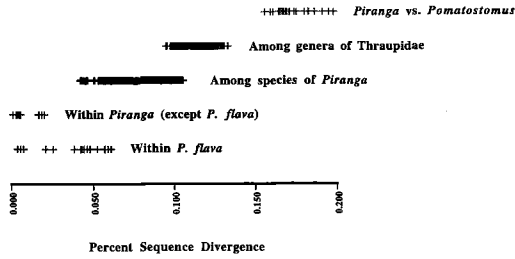 Piranga vs. Pomatostomus
Among genera of Thraupidae
Among species of Piranga
Within Piranga (except P. flava)
Within P. flava
0.000
0.050
0.100
0.150
0.200
Percent Sequence Divergence